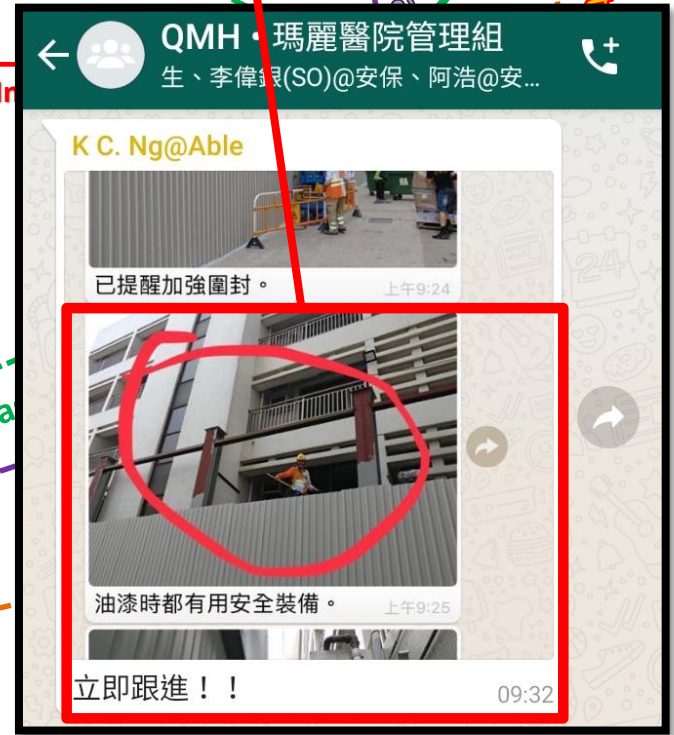 QMH • 瑪麗醫院管理組
生、李偉銀(SO)@安保、阿浩@安...
K C. Ng@Able
已提醒加強圍封。
上午9:24
油漆時都有用安全裝備。
上午9:25
立即跟進！！
09:32